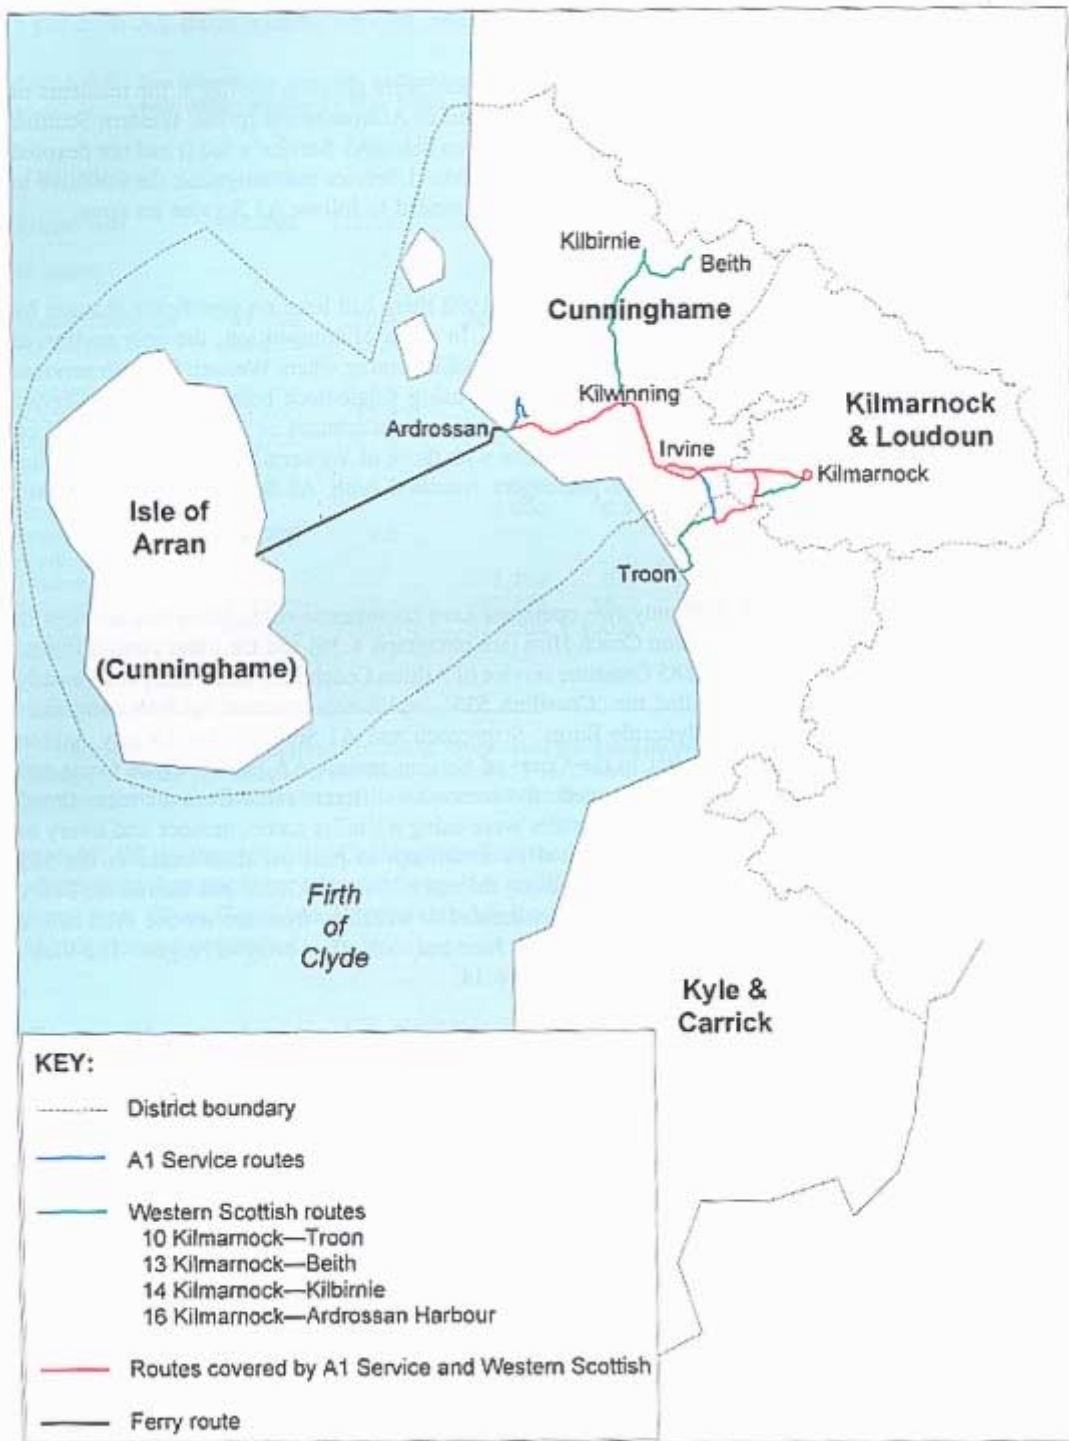 Kilbirnie
Beith
Cunninghame
Kilwinning
Kilmarnock
& Loudoun
Ardrossan
Irvine
Kilmarnock
Isle of
Arran
Troon
(Cunninghame)
Firth
of
Clyde
Kyle &
Carrick
KEY:
District boundary
A1 Service routes
Western Scottish routes
10 Kilmarnock—Troon
13 Kilmarnock—Beith
14 Kilmarnock—Kilbirnie
16 Kilmarnock—Ardrossan Harbour
Routes covered by A1 Service and Western Scottish
Ferry route